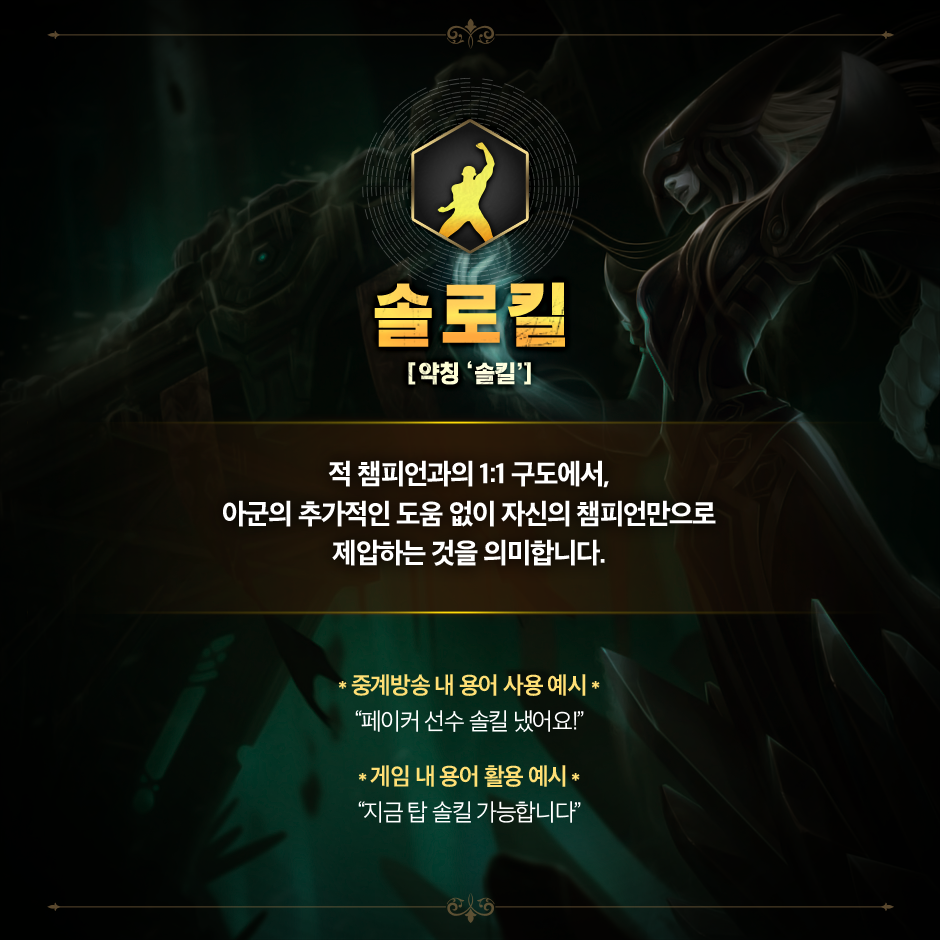 솔로킬
[약칭 ‘솔킬’]
적 챔피언과의 1:1 구도에서,
아군의 추가적인 도움 없이 자신의 챔피언만으로
제압하는 것을 의미합니다.
* 중계방송 내 용어 사용 예시 *
“페이커 선수 솔킬 냈어요!”
* 게임 내 용어 활용 예시 *
“지금 탑 솔킬 가능합니다”